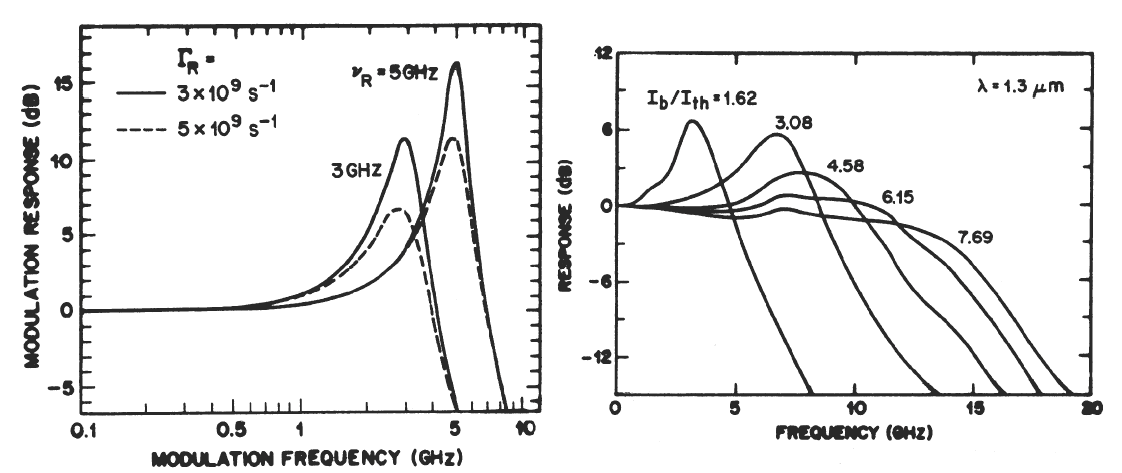 Γ_R =
3×10⁹ s⁻¹
5×10⁹ s⁻¹
ν_R = 5GHz
3GHz
15
10
5
0
-5
MODULATION RESPONSE (dB)
0.1 0.5 1 5 10
MODULATION FREQUENCY (GHz)
I_b/I_th = 1.62
λ = 1.3 μm
3.08
4.58
6.15
7.69
12
6
0
-6
-12
RESPONSE (dB)
0 5 10 15 20
FREQUENCY (GHz)